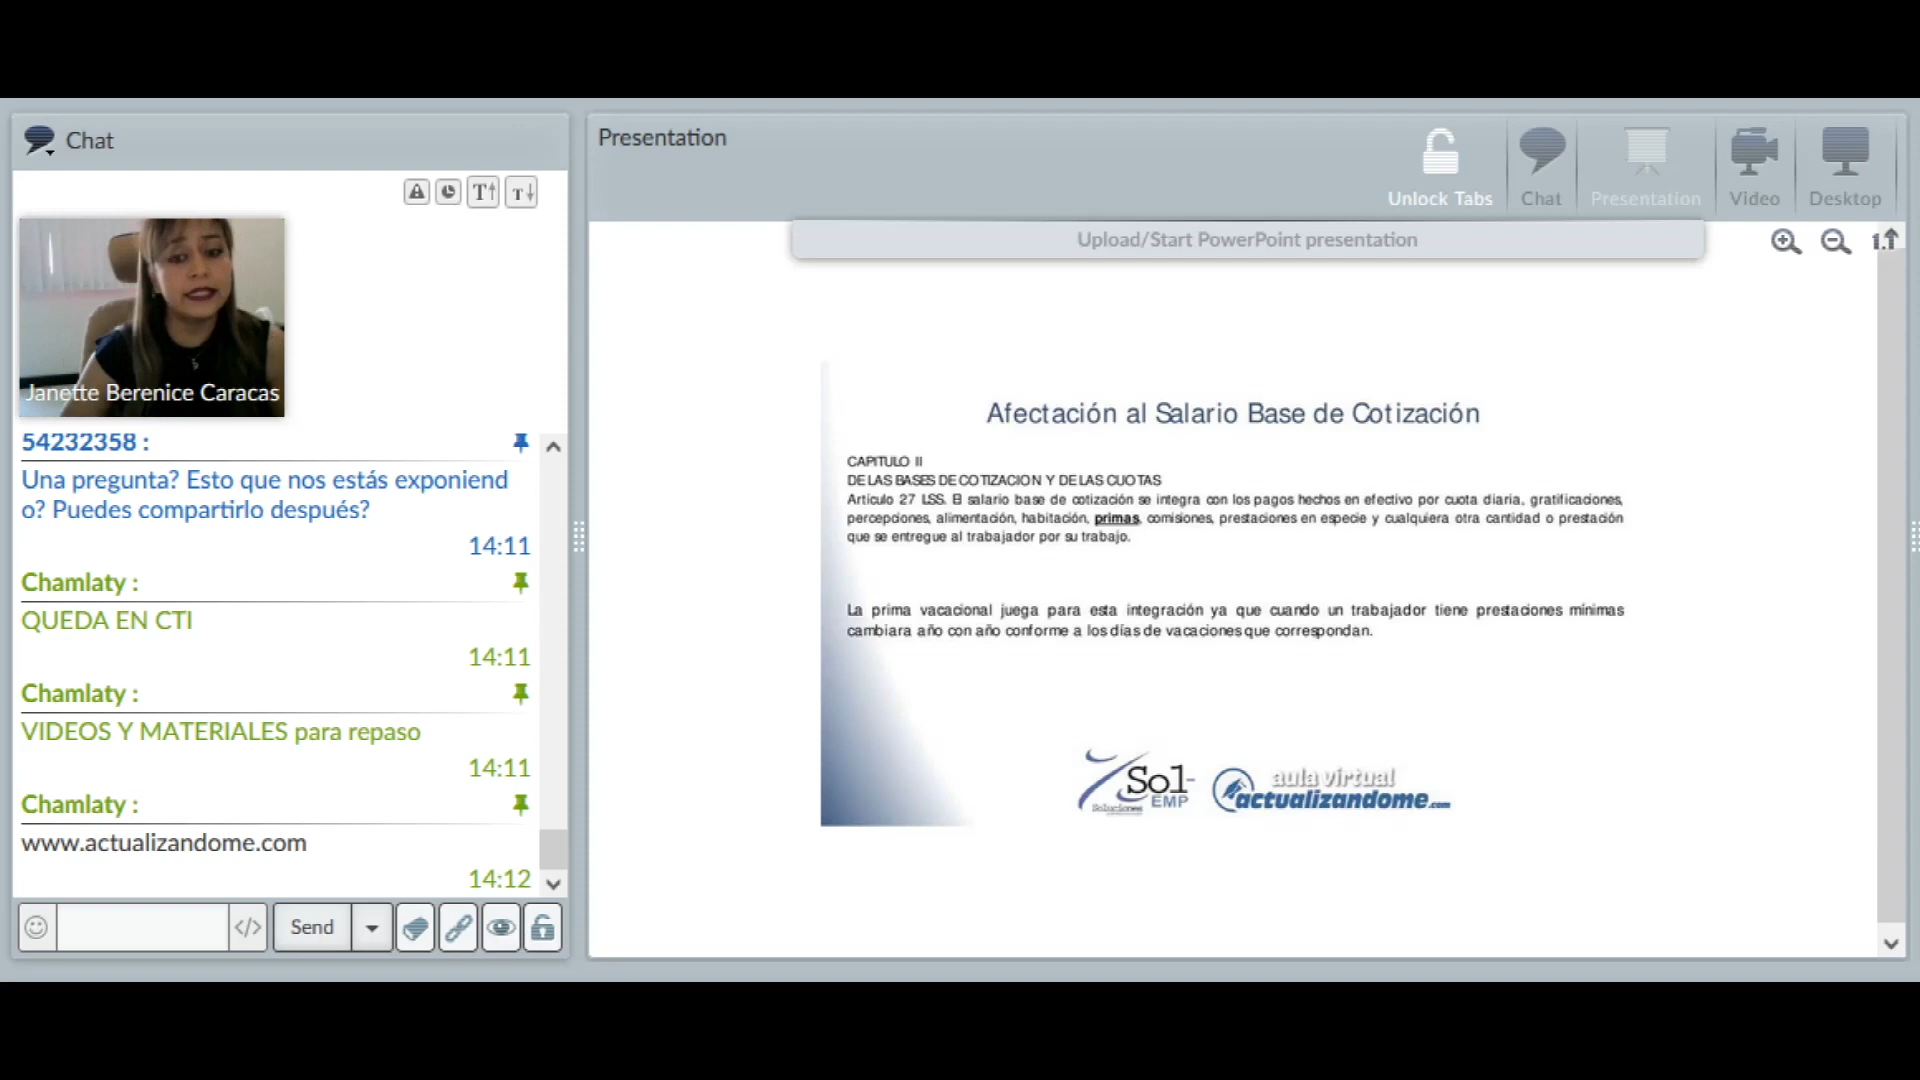 Chat
T↑
T↓
Janette Berenice Caracas
54232358 :
Una pregunta? Esto que nos estás exponiend
o? Puedes compartirlo después?
14:11
Chamlaty :
QUEDA EN CTI
14:11
Chamlaty :
VIDEOS Y MATERIALES para repaso
14:11
Chamlaty :
www.actualizandome.com
14:12
</>
Send
Presentation
Unlock Tabs
Chat
Presentation
Video
Desktop
Upload/Start PowerPoint presentation
1.↑
Afectación al Salario Base de Cotización
CAPITULO II
DE LAS BASES DE COTIZACION Y DE LAS CUOTAS
Artículo 27 LSS. El salario base de cotización se integra con los pagos hechos en efectivo por cuota diaria, gratificaciones,
percepciones, alimentación, habitación, primas, comisiones, prestaciones en especie y cualquiera otra cantidad o prestación
que se entregue al trabajador por su trabajo.
La prima vacacional juega para esta integración ya que cuando un trabajador tiene prestaciones mínimas
cambiara año con año conforme a los días de vacaciones que correspondan.
Sol-
EMP
Soluciones
aula virtual
actualizandome.com